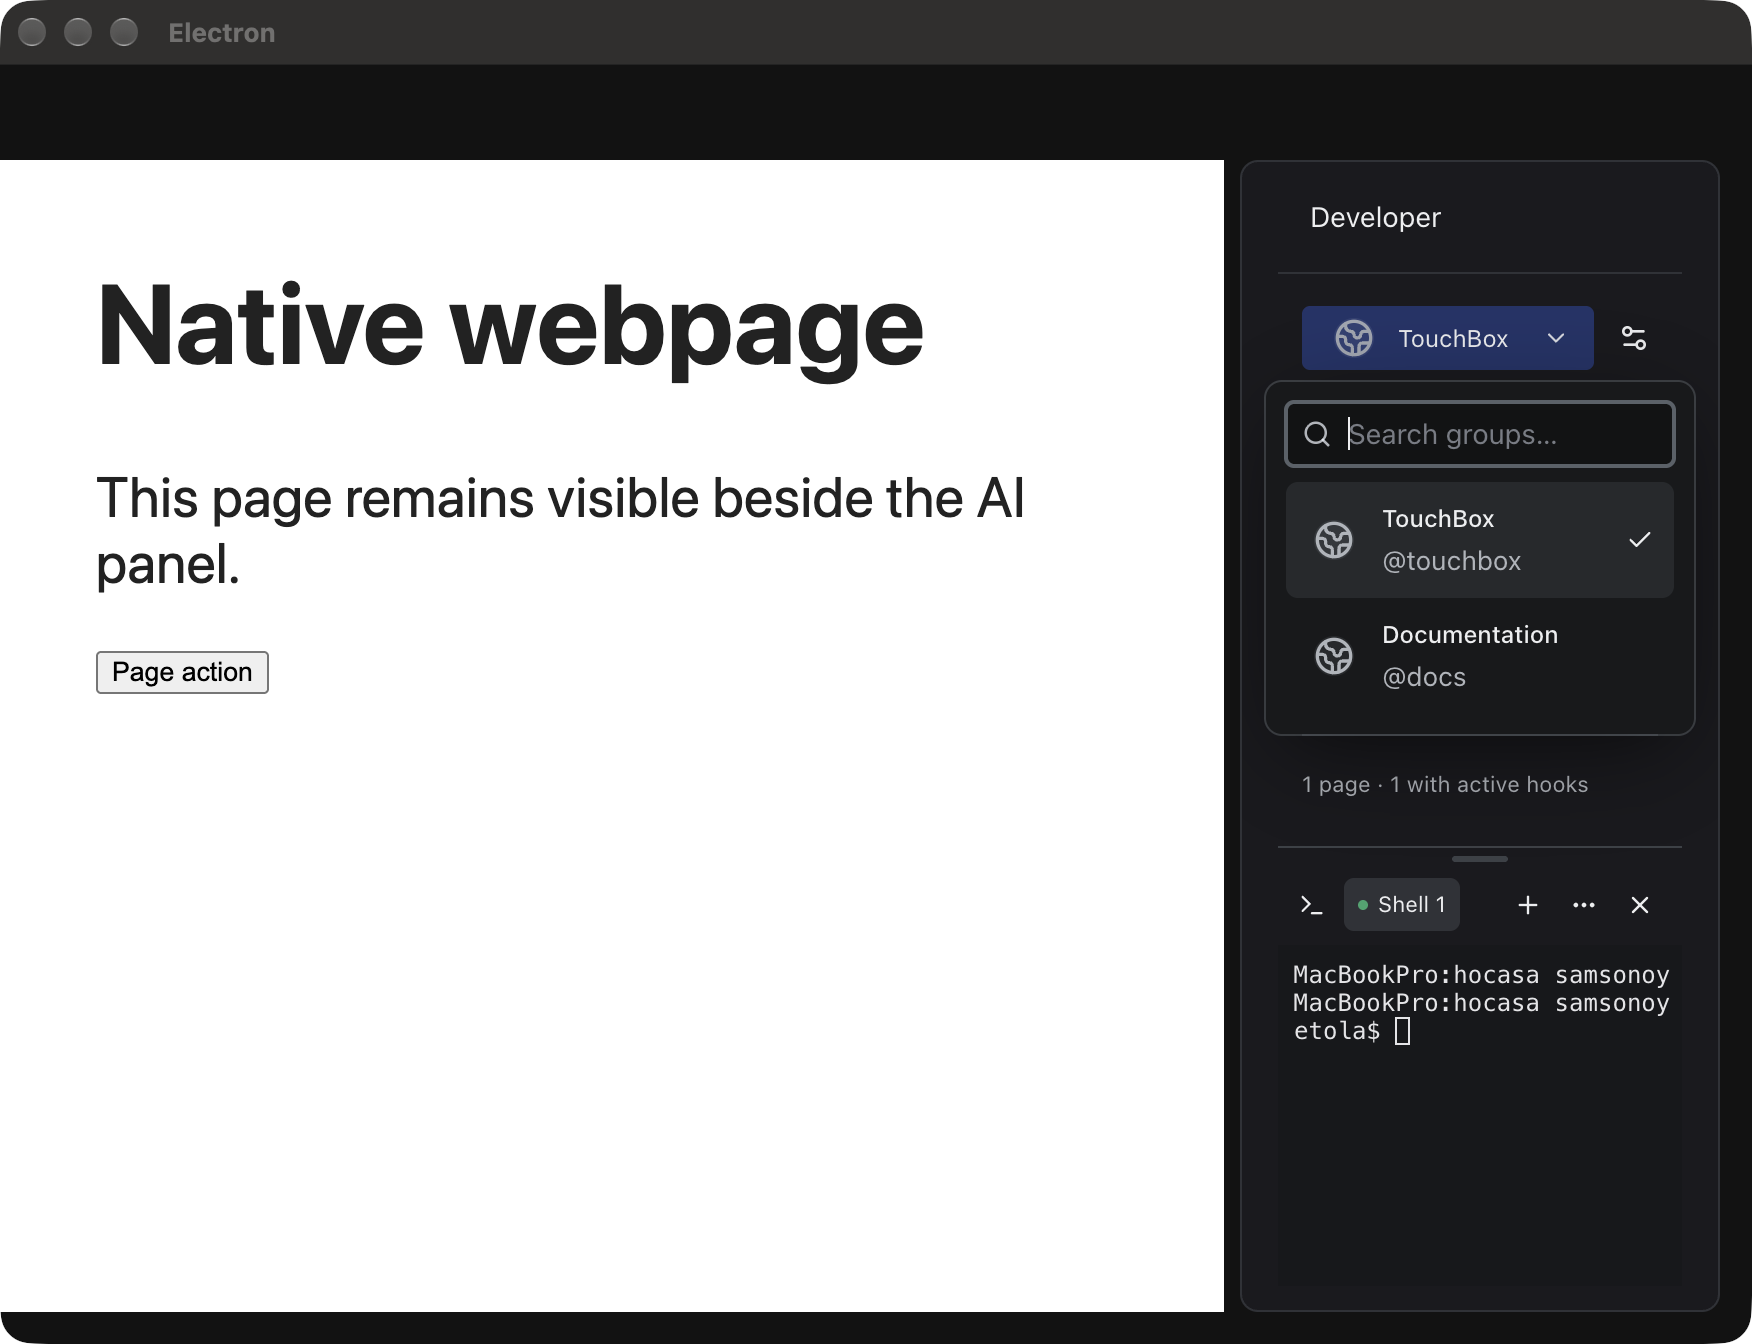 Electron
Native webpage
This page remains visible beside the AI
panel.
Page action
Developer
TouchBox
Search groups...
TouchBox
@touchbox
Documentation
@docs
1 page · 1 with active hooks
Shell 1
MacBookPro:hocasa samsonoy
MacBookPro:hocasa samsonoy
etola$